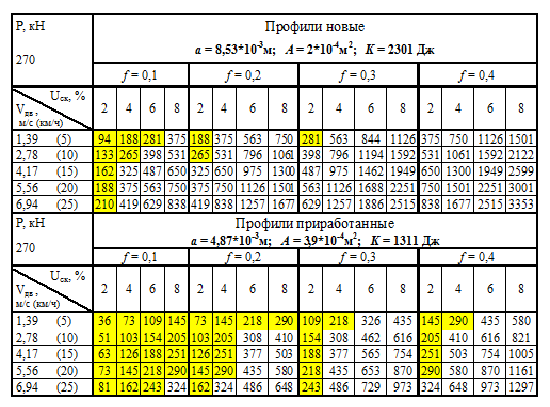 P, кН Профили новые
270 a = 8,53*10⁻³м; A = 2*10⁻⁴м²; K = 2301 Дж
f = 0,1 f = 0,2 f = 0,3 f = 0,4
Uск, %
Vдв, м/с (км/ч) 2 4 6 8 2 4 6 8 2 4 6 8 2 4 6 8
1,39 (5) 94 188 281 375 188 375 563 750 281 563 844 1126 375 750 1126 1501
2,78 (10) 133 265 398 531 265 531 796 1061 398 796 1194 1592 531 1061 1592 2122
4,17 (15) 162 325 487 650 325 650 975 1300 487 975 1462 1949 650 1300 1949 2599
5,56 (20) 188 375 563 750 375 750 1126 1501 563 1126 1688 2251 750 1501 2251 3001
6,94 (25) 210 419 629 838 419 838 1257 1677 629 1257 1886 2515 838 1677 2515 3353
P, кН Профили приработанные
270 a = 4,87*10⁻³м; A = 3,9*10⁻⁴м²; K = 1311 Дж
f = 0,1 f = 0,2 f = 0,3 f = 0,4
Uск, %
Vдв, м/с (км/ч) 2 4 6 8 2 4 6 8 2 4 6 8 2 4 6 8
1,39 (5) 36 73 109 145 73 145 218 290 109 218 326 435 145 290 435 580
2,78 (10) 51 103 154 205 103 205 308 410 154 308 462 616 205 410 616 821
4,17 (15) 63 126 188 251 126 251 377 503 188 377 565 754 251 503 754 1005
5,56 (20) 73 145 218 290 145 290 435 580 218 435 653 870 290 580 870 1161
6,94 (25) 81 162 243 324 162 324 486 648 243 486 729 973 324 648 973 1297